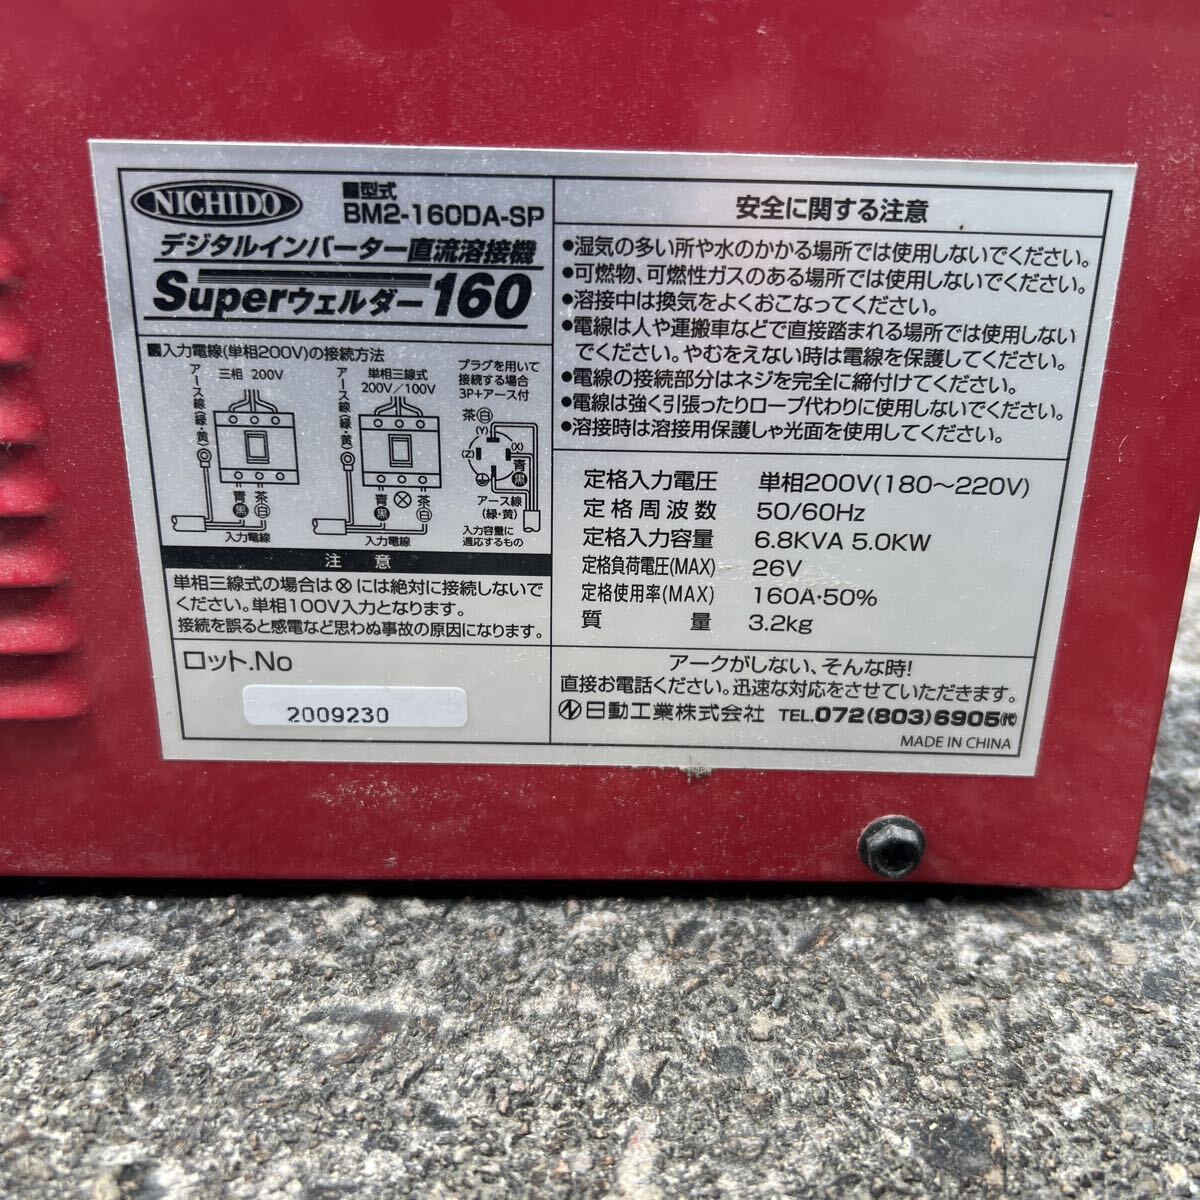 NICHIDO
■型式
BM2-160DA-SP
デジタルインバーター直流溶接機
Superウェルダー160
■入力電線(単相200V)の接続方法
アース線(緑・黄)
三相 200V
青
黒
茶
白
入力電線
アース線(緑・黄)
単相三線式
200V/100V
青
黒
茶
白
入力電線
プラグを用いて
接続する場合
3P+アース付
茶白
(Y)
(X)
(Z)
青
黒
アース線
(緑・黄)
入力容量に
適応するもの
注 意
単相三線式の場合は⊗には絶対に接続しないで
ください。単相100V入力となります。
接続を誤ると感電など思わぬ事故の原因になります。
ロット.No
2009230
安全に関する注意
●湿気の多い所や水のかかる場所では使用しないでください。
●可燃物、可燃性ガスのある場所では使用しないでください。
●溶接中は換気をよくおこなってください。
●電線は人や運搬車などで直接踏まれる場所では使用しない
でください。やむをえない時は電線を保護してください。
●電線の接続部分はネジを完全に締付けてください。
●電線は強く引張ったりロープ代わりに使用しないでください。
●溶接時は溶接用保護しゃ光面を使用してください。
定格入力電圧 単相200V(180～220V)
定格周波数 50/60Hz
定格入力容量 6.8KVA 5.0KW
定格負荷電圧(MAX) 26V
定格使用率(MAX) 160A・50%
質量 3.2kg
アークがしない、そんな時!
直接お電話ください。迅速な対応をさせていただきます。
日動工業株式会社 TEL.072(803)6905(代)
MADE IN CHINA